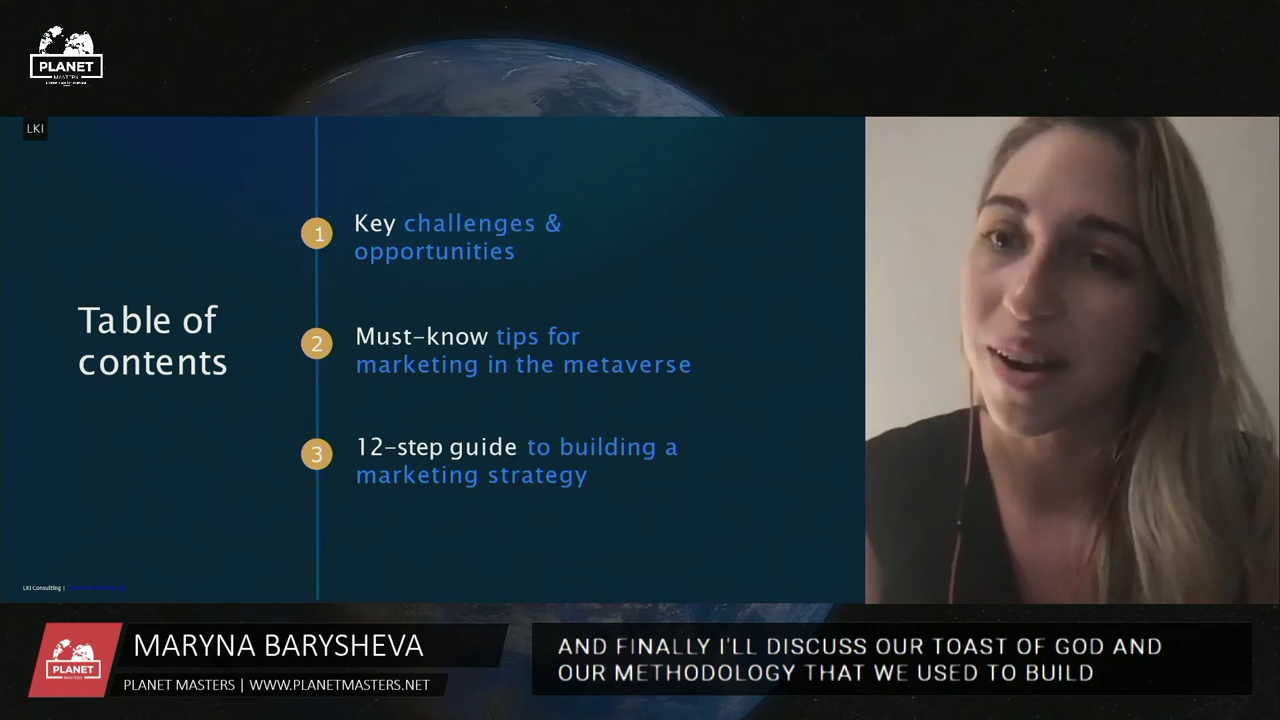 PLANET
MASTERS
LKI
Table of
contents
1
Key challenges &
opportunities
2
Must-know tips for
marketing in the metaverse
3
12-step guide to building a
marketing strategy
LKI Consulting |
PLANET
MASTERS
MARYNA BARYSHEVA
PLANET MASTERS | WWW.PLANETMASTERS.NET
AND FINALLY I'LL DISCUSS OUR TOAST OF GOD AND
OUR METHODOLOGY THAT WE USED TO BUILD